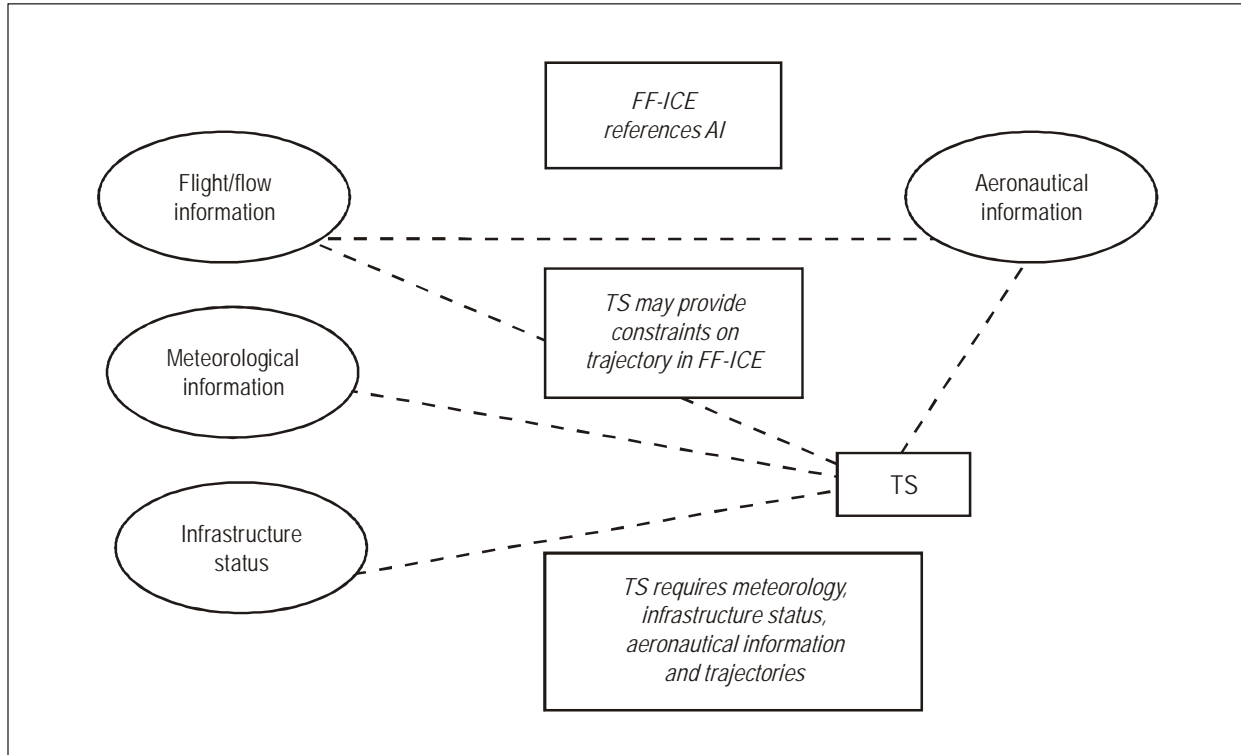 FF-ICE
references AI
Flight/flow
information
Aeronautical
information
TS may provide
constraints on
trajectory in FF-ICE
Meteorological
information
TS
Infrastructure
status
TS requires meteorology,
infrastructure status,
aeronautical information
and trajectories